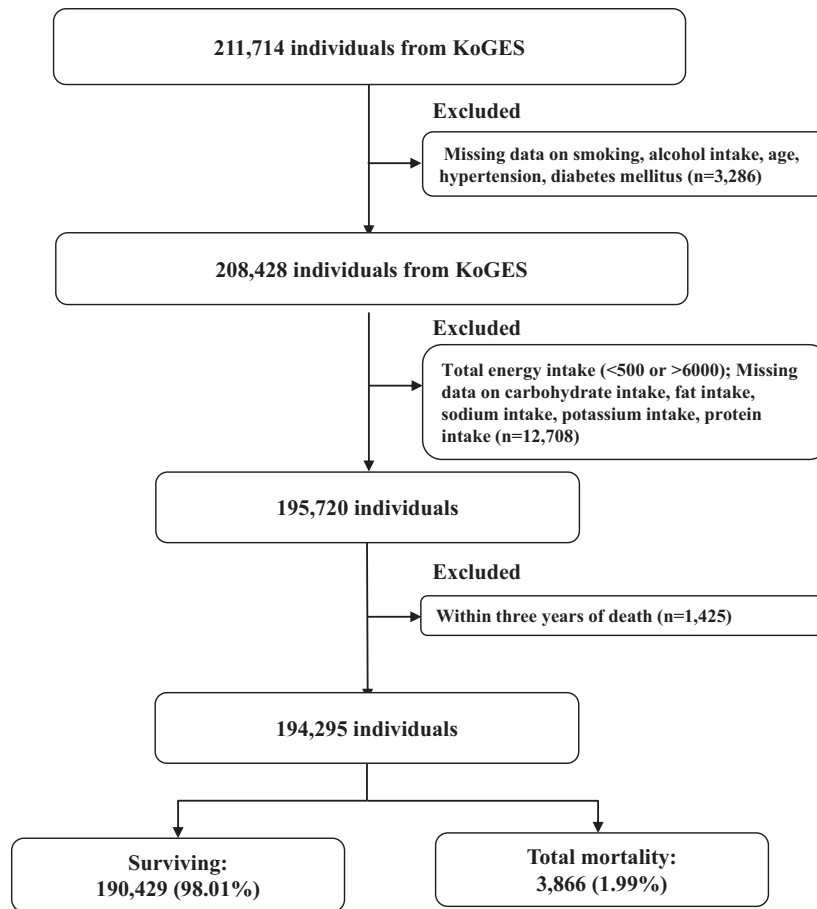 211,714 individuals from KoGES
Excluded
Missing data on smoking, alcohol intake, age,
hypertension, diabetes mellitus (n=3,286)
208,428 individuals from KoGES
Excluded
Total energy intake (<500 or >6000); Missing
data on carbohydrate intake, fat intake,
sodium intake, potassium intake, protein
intake (n=12,708)
195,720 individuals
Excluded
Within three years of death (n=1,425)
194,295 individuals
Surviving:
190,429 (98.01%)
Total mortality:
3,866 (1.99%)